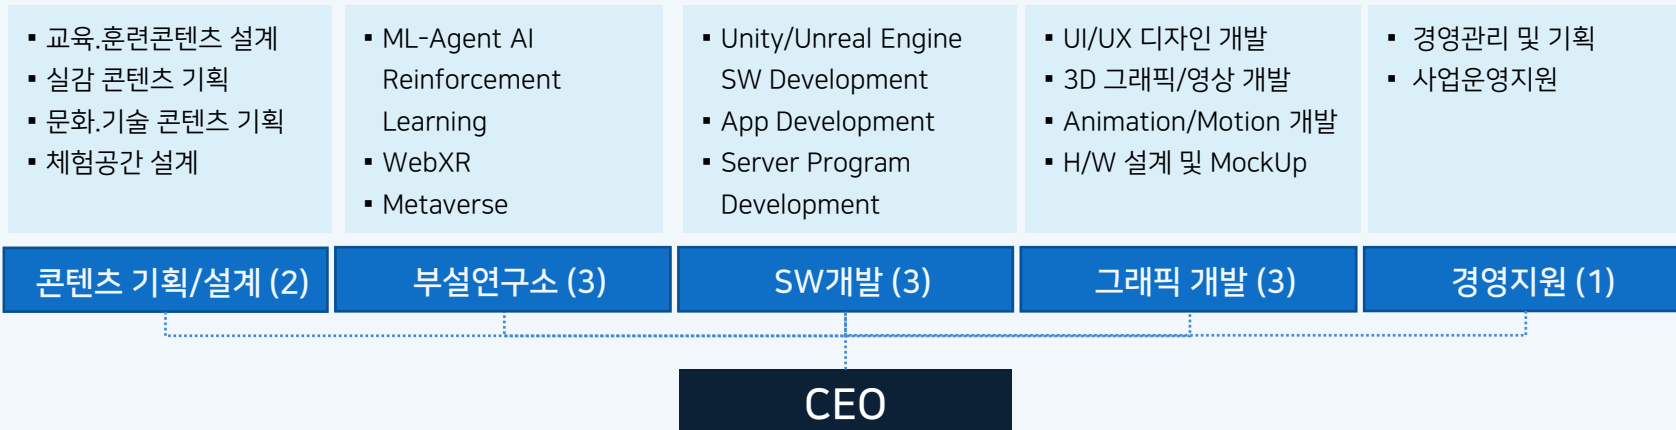 ▪ 교육.훈련콘텐츠 설계
▪ 실감 콘텐츠 기획
▪ 문화.기술 콘텐츠 기획
▪ 체험공간 설계
▪ ML-Agent AI
Reinforcement
Learning
▪ WebXR
▪ Metaverse
▪ Unity/Unreal Engine
SW Development
▪ App Development
▪ Server Program
Development
▪ UI/UX 디자인 개발
▪ 3D 그래픽/영상 개발
▪ Animation/Motion 개발
▪ H/W 설계 및 MockUp
▪ 경영관리 및 기획
▪ 사업운영지원
콘텐츠 기획/설계 (2)
부설연구소 (3)
SW개발 (3)
그래픽 개발 (3)
경영지원 (1)
CEO